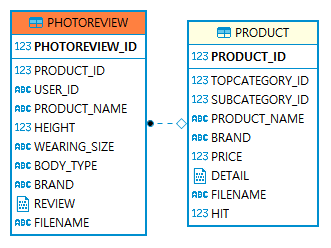 PHOTOREVIEW
123 PHOTOREVIEW_ID
123 PRODUCT_ID
ABC USER_ID
ABC PRODUCT_NAME
123 HEIGHT
ABC WEARING_SIZE
ABC BODY_TYPE
ABC BRAND
REVIEW
ABC FILENAME
PRODUCT
123 PRODUCT_ID
123 TOPCATEGORY_ID
123 SUBCATEGORY_ID
ABC PRODUCT_NAME
ABC BRAND
123 PRICE
DETAIL
ABC FILENAME
123 HIT